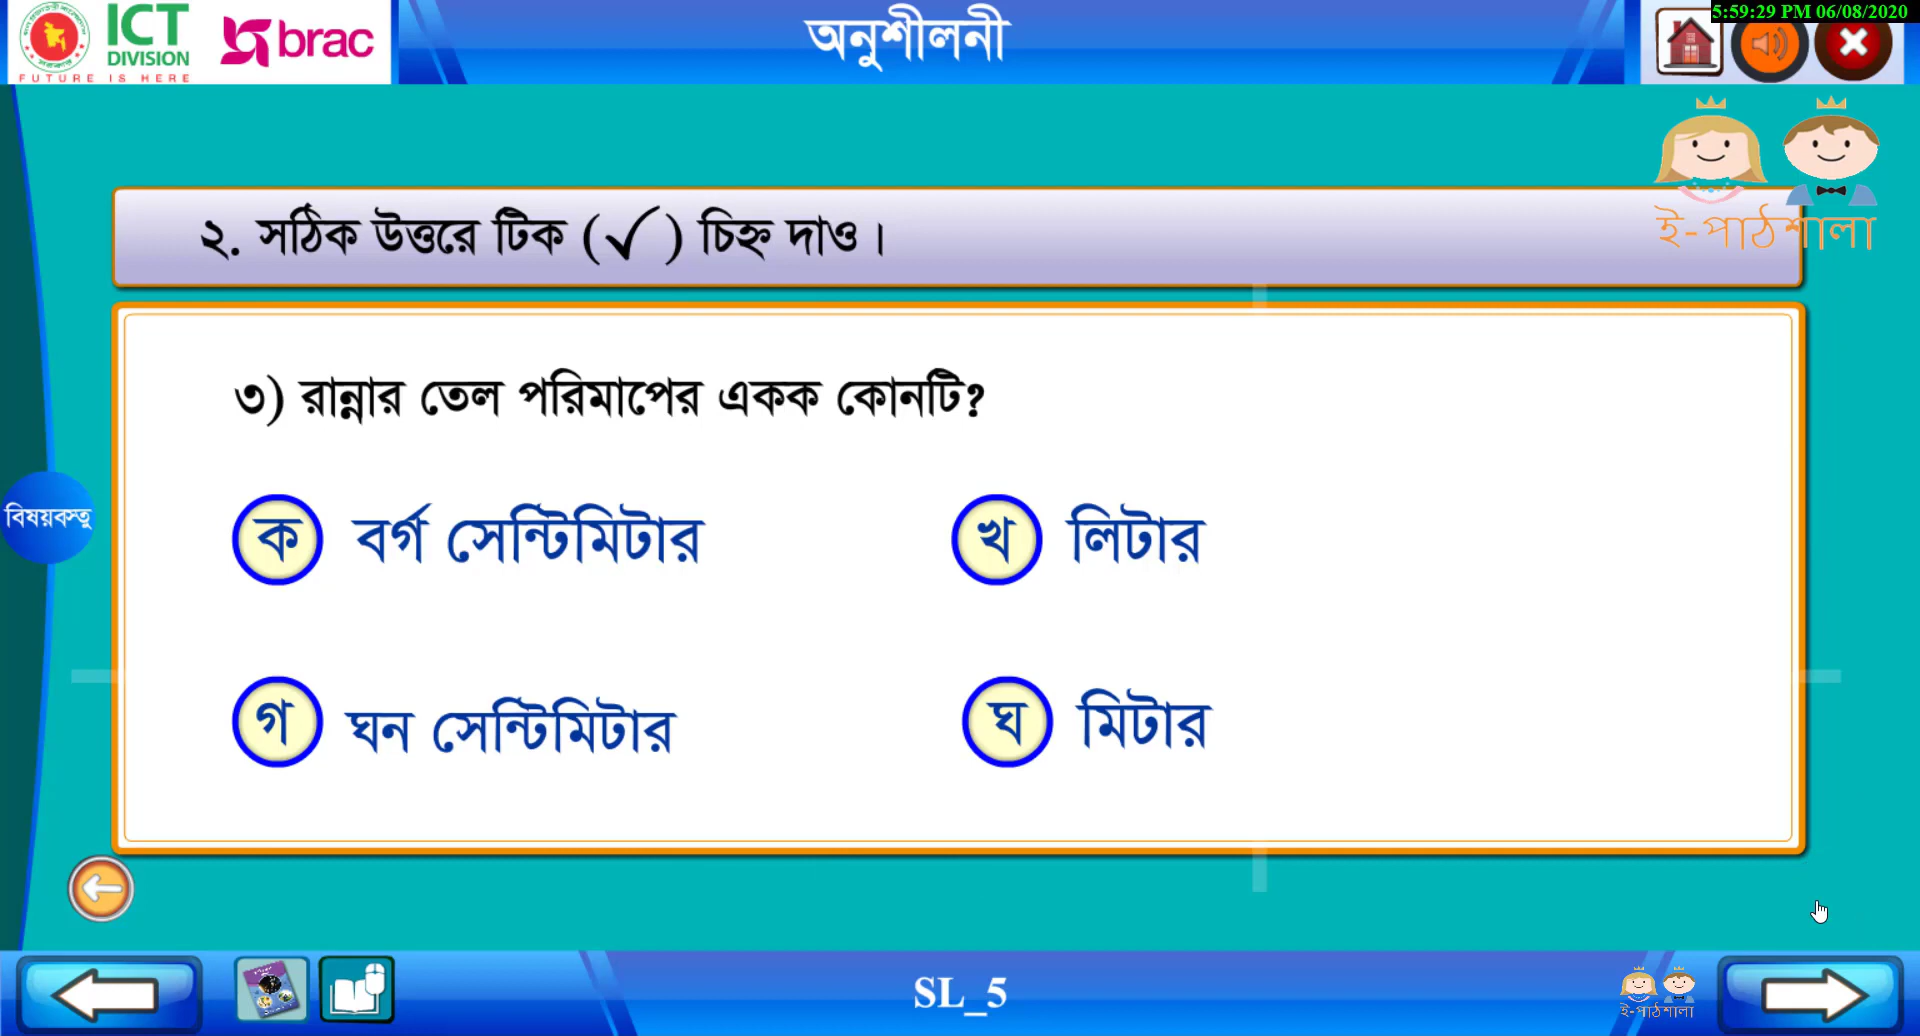 ICT
DIVISION
FUTURE IS HERE
brac
অনুশীলনী
5:59:29 PM 06/08/2020
ই-পাঠশালা
২. সঠিক উত্তরে টিক (✓) চিহ্ন দাও।
৩) রান্নার তেল পরিমাপের একক কোনটি?
ক বর্গ সেন্টিমিটার
খ লিটার
গ ঘন সেন্টিমিটার
ঘ মিটার
বিষয়বস্তু
SL_5
ই-পাঠশালা